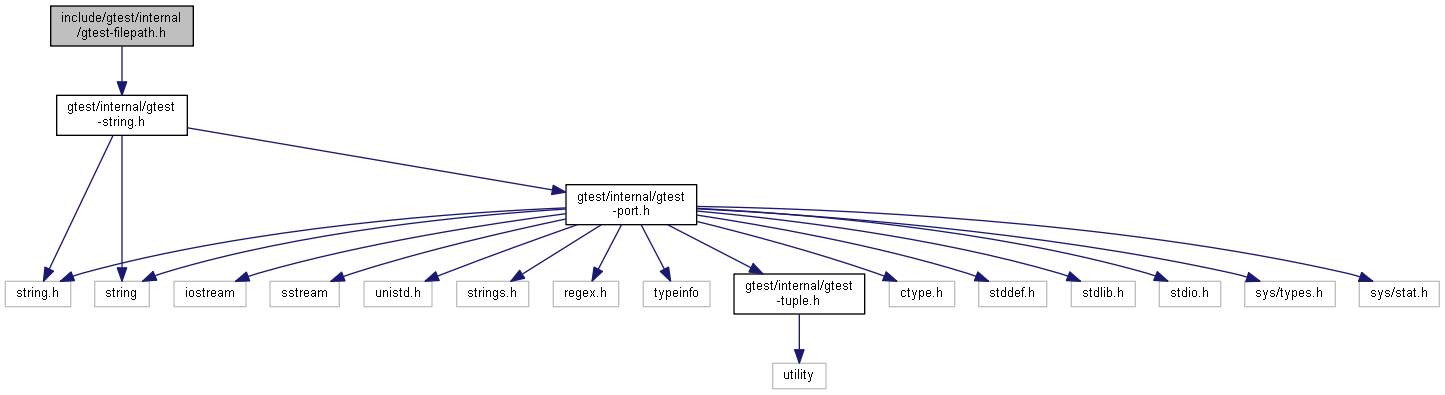 include/gtest/internal
/gtest-filepath.h
gtest/internal/gtest
-string.h
gtest/internal/gtest
-port.h
string.h
string
iostream
sstream
unistd.h
strings.h
regex.h
typeinfo
gtest/internal/gtest
-tuple.h
ctype.h
stddef.h
stdlib.h
stdio.h
sys/types.h
sys/stat.h
utility